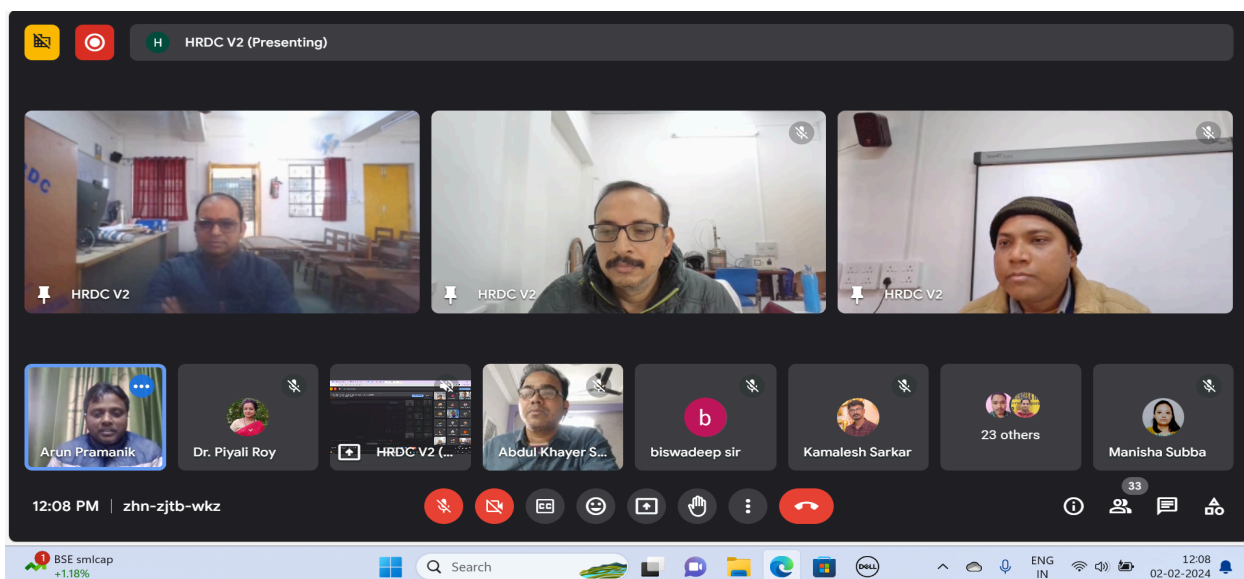 H HRDC V2 (Presenting)
DC
HRDC V2
HRDC V2
HRDC V2
Arun Pramanik
Dr. Piyali Roy
HRDC V2 (...
Abdul Khayer S...
b
biswadeep sir
Kamalesh Sarkar
23 others
Manisha Subba
12:08 PM | zhn-zjtb-wkz
CC
33
1
BSE smlcap
+1.18%
Search
DELL
ENG
IN
12:08
02-02-2024